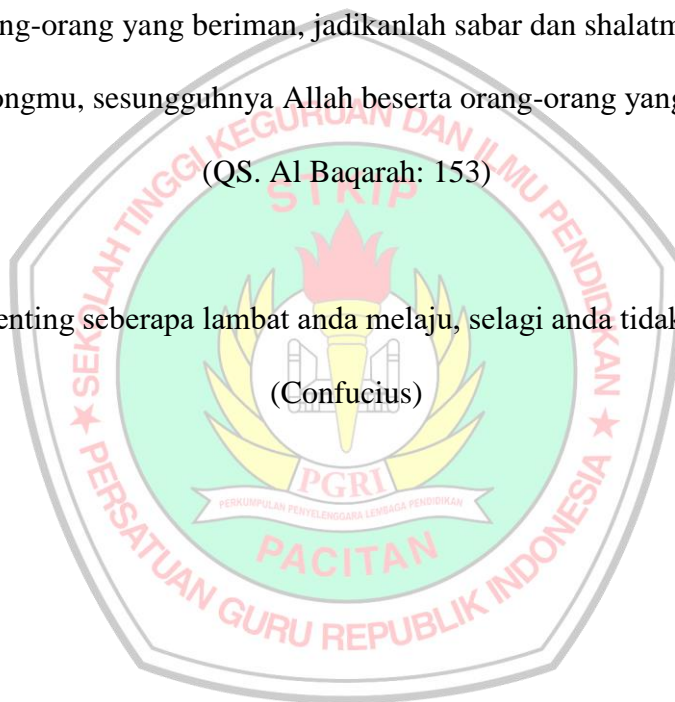 ng-orang yang beriman, jadikanlah sabar dan shalatm
ongmu, sesungguhnya Allah beserta orang-orang yang
(QS. Al Baqarah: 153)
enting seberapa lambat anda melaju, selagi anda tidak
(Confucius)
SEKOLAH TINGGI KEGURUAN DAN ILMU PENDIDIKAN
STKIP
PGRI
PERKUMPULAN PENYELENGGARA LEMBAGA PENDIDIKAN
PACITAN
PERSATUAN GURU REPUBLIK INDONESIA